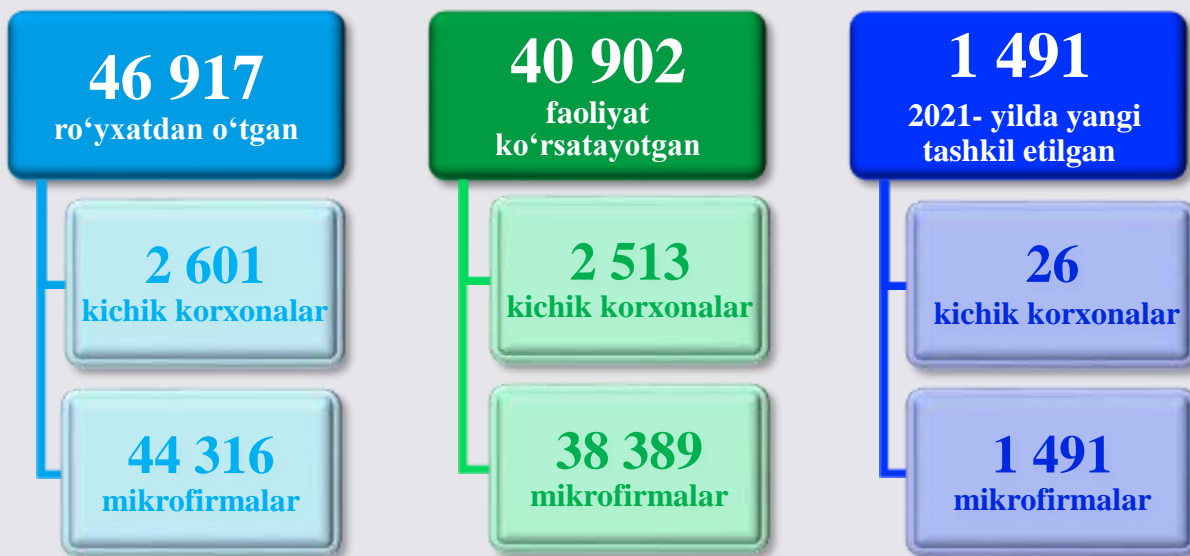 46 917
ro‘yxatdan o‘tgan
2 601
kichik korxonalar
44 316
mikrofirmalar
40 902
faoliyat
ko‘rsatayotgan
2 513
kichik korxonalar
38 389
mikrofirmalar
1 491
2021- yilda yangi
tashkil etilgan
26
kichik korxonalar
1 491
mikrofirmalar